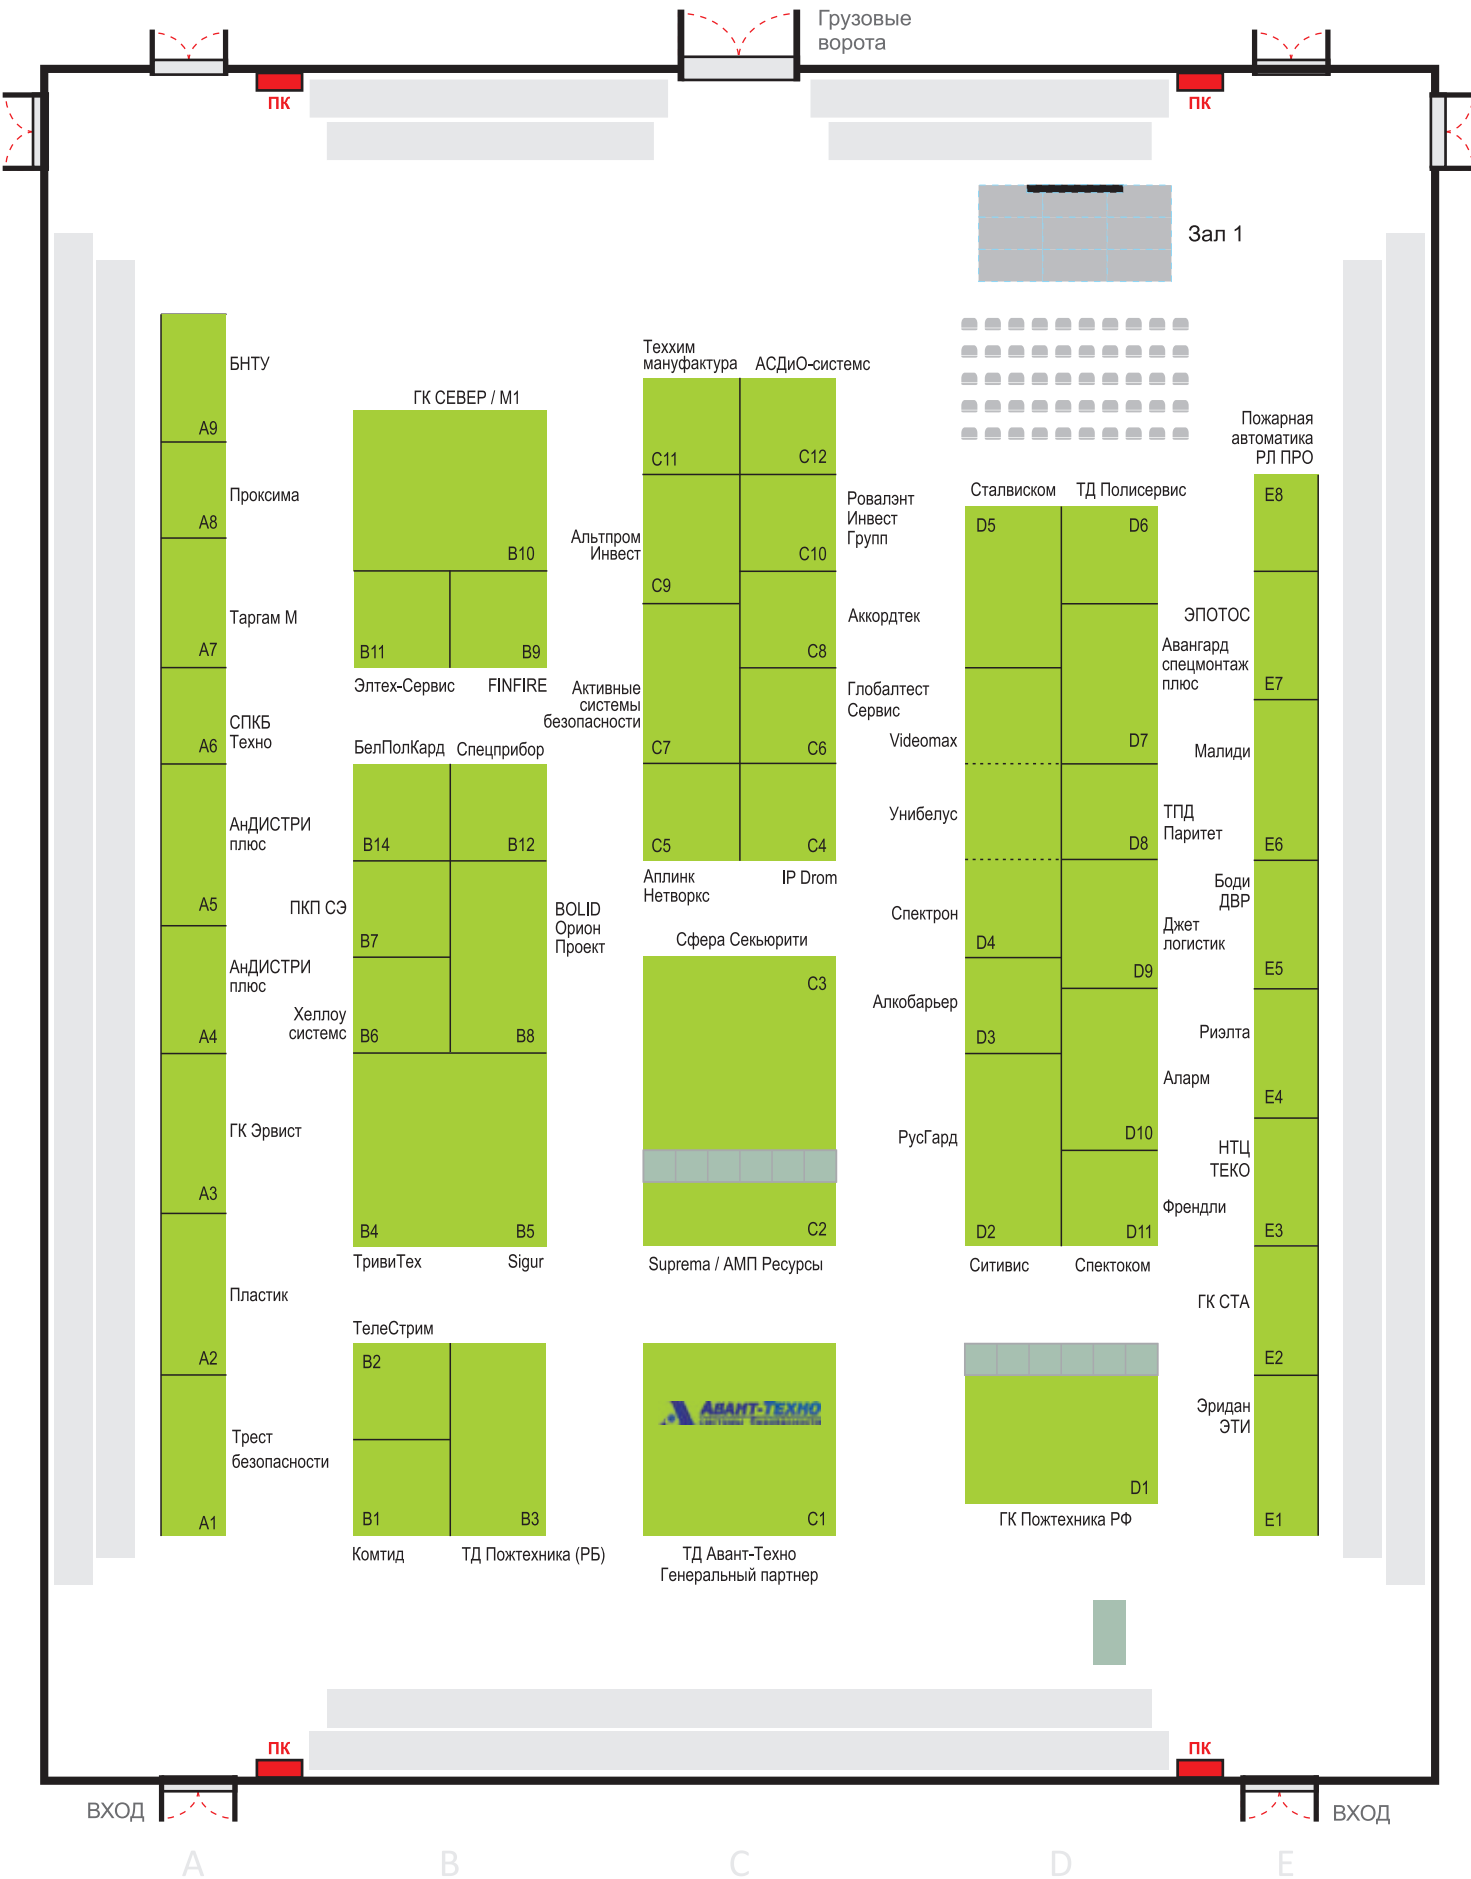 Грузовые
ворота
ПК
ПК
Зал 1
БНТУ
A9
Проксима
A8
Таргам М
A7
СПКБ
Техно
A6
АнДИСТРИ
плюс
A5
АнДИСТРИ
плюс
A4
ГК Эрвист
A3
Пластик
A2
Трест
безопасности
A1
ГК СЕВЕР / М1
B10
B11
B9
Элтех-Сервис
FINFIRE
БелПолКард
Спецприбор
B14
B12
ПКП СЭ
B7
BOLID
Орион
Проект
Хеллоу
системс
B6
B8
B4
B5
ТривиТех
Sigur
ТелеСтрим
B2
B1
B3
Комтид
ТД Пожтехника (РБ)
Теххим
мануфактура
АСДиО-системс
C11
C12
Альтпром
Инвест
C9
Ровалэнт
Инвест
Групп
C10
Аккордтек
C8
Активные
системы
безопасности
C7
Глобалтест
Сервис
C6
C5
C4
Аплинк
Нетворкс
IP Drom
Сфера Секьюрити
C3
C2
Suprema / АМП Ресурсы
АВАНТ-ТЕХНО
системы безопасности
C1
ТД Авант-Техно
Генеральный партнер
Сталвиском
ТД Полисервис
D5
D6
Videomax
Авангард
спецмонтаж
плюс
D7
Унибелус
ТПД
Паритет
D8
Спектрон
D4
Джет
логистик
D9
Алкобарьер
D3
Аларм
D10
РусГард
D2
Френдли
D11
Ситивис
Спектоком
D1
ГК Пожтехника РФ
Пожарная
автоматика
РЛ ПРО
E8
ЭПОТОС
E7
Малиди
E6
Боди
ДВР
E5
Риэлта
E4
НТЦ
ТЕКО
E3
ГК СТА
E2
Эридан
ЭТИ
E1
ПК
ПК
ВХОД
ВХОД
A
B
C
D
E